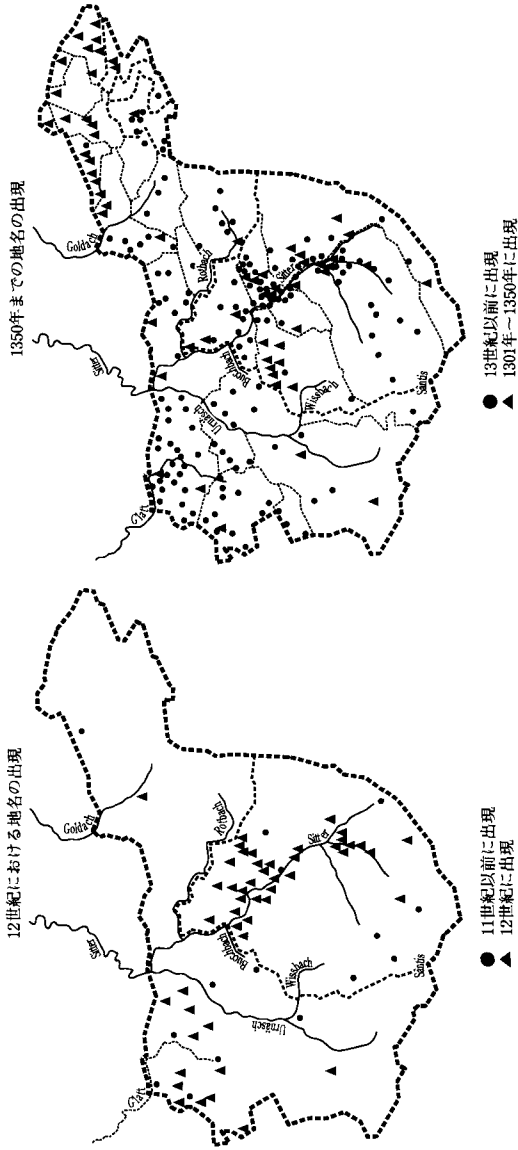 12世紀における地名の出現
Glatt
Sitter
Goldach
Rotbach
Sitter
Urnäsch
Wissbach
Säntis
● 11世紀以前に出現
▲ 12世紀に出現
1350年までの地名の出現
Glatt
Sitter
Goldach
Rotbach
Sitter
Urnäsch
Wissbach
Säntis
● 13世紀以前に出現
▲ 1301年～1350年に出現